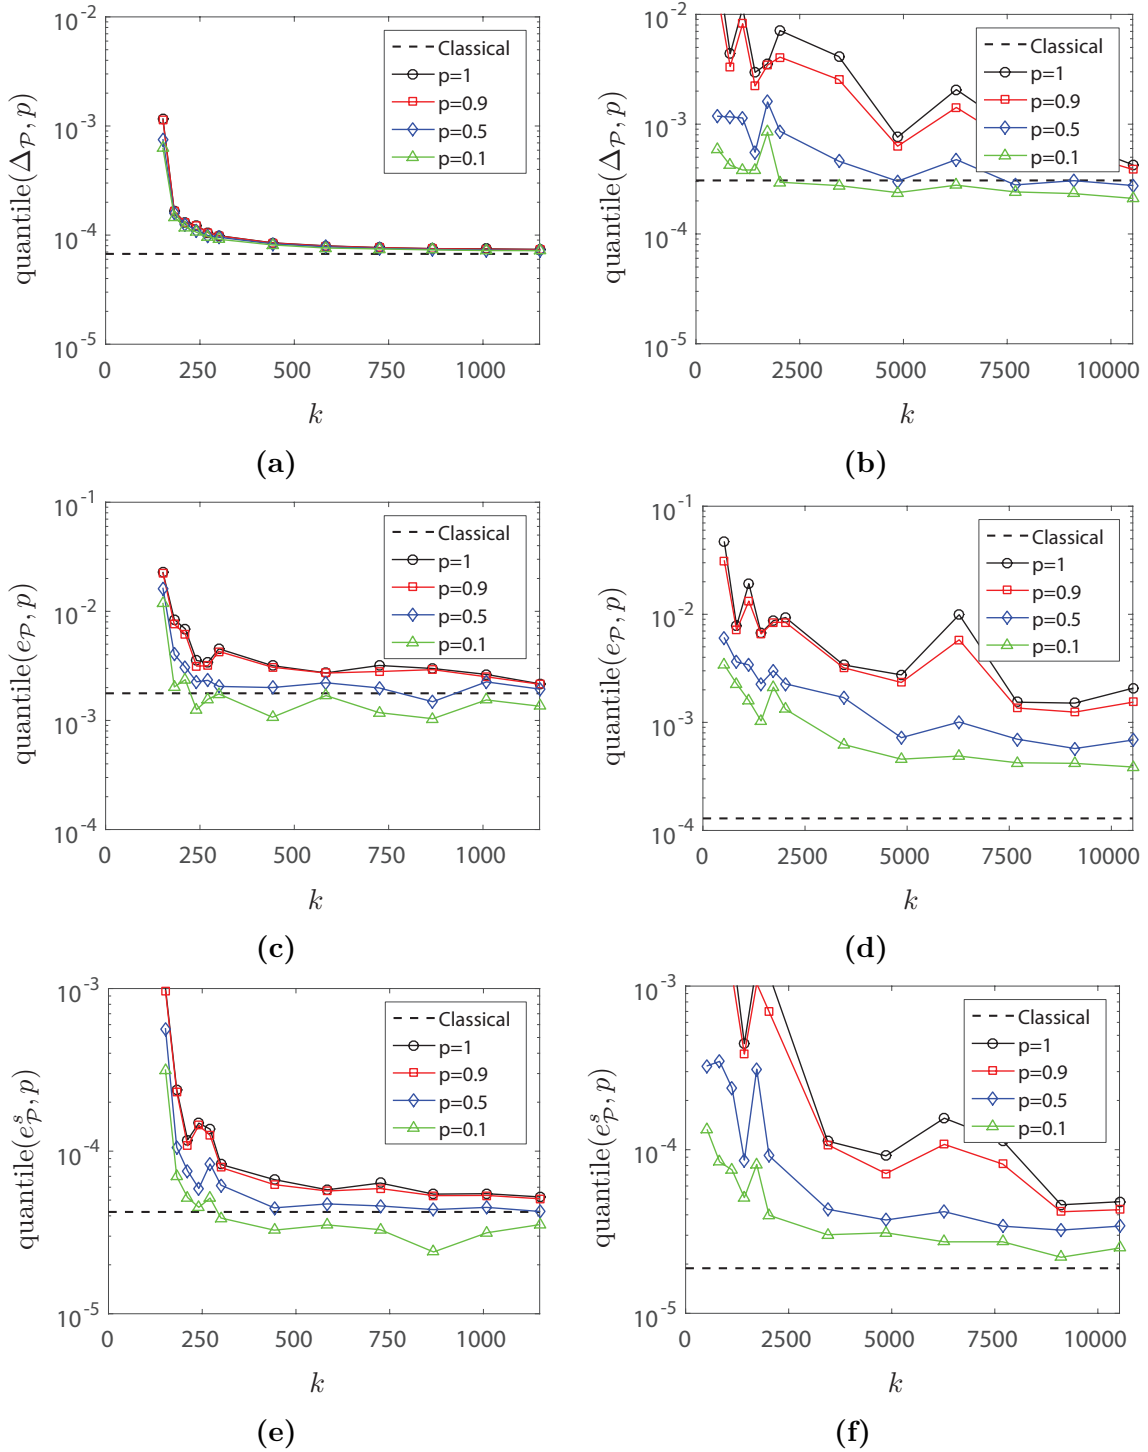 10^-2
10^-3
10^-4
10^-5
quantile(Δ_P, p)
Classical
p=1
p=0.9
p=0.5
p=0.1
0 250 500 750 1000
k
(a)
10^-2
10^-3
10^-4
10^-5
quantile(Δ_P, p)
Classical
p=1
p=0.9
p=0.5
p=0.1
0 2500 5000 7500 10000
k
(b)
10^-1
10^-2
10^-3
10^-4
quantile(e_P, p)
Classical
p=1
p=0.9
p=0.5
p=0.1
0 250 500 750 1000
k
(c)
10^-1
10^-2
10^-3
10^-4
quantile(e_P, p)
Classical
p=1
p=0.9
p=0.5
p=0.1
0 2500 5000 7500 10000
k
(d)
10^-3
10^-4
10^-5
quantile(e^s_P, p)
Classical
p=1
p=0.9
p=0.5
p=0.1
0 250 500 750 1000
k
(e)
10^-3
10^-4
10^-5
quantile(e^s_P, p)
Classical
p=1
p=0.9
p=0.5
p=0.1
0 2500 5000 7500 10000
k
(f)